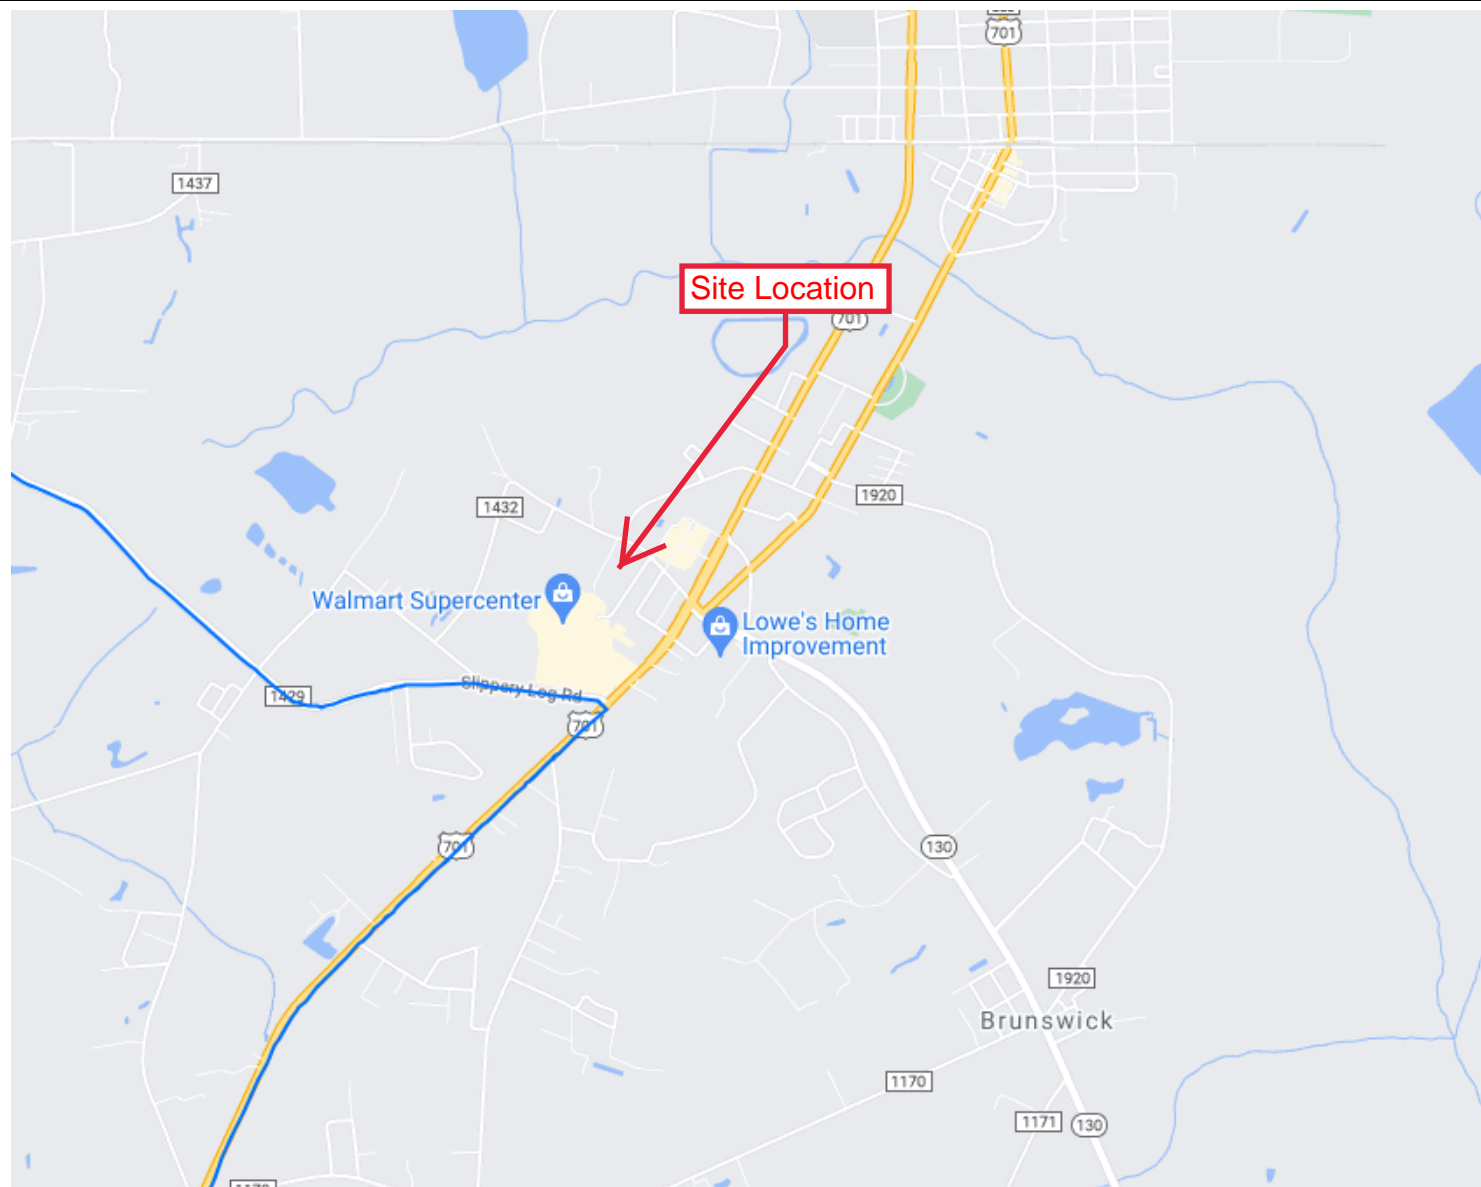 701
1437
Site Location
701
1920
1432
Walmart Supercenter
Lowe's Home
Improvement
1429
Slippery Log Rd
701
701
130
1920
Brunswick
1170
1171
130